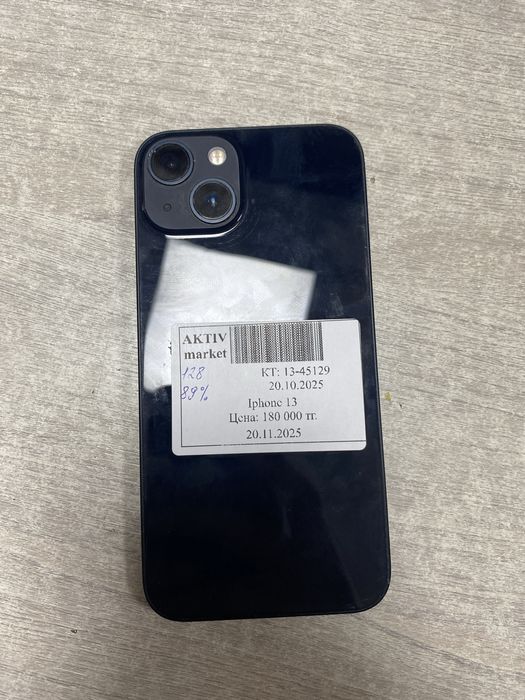 AKTIV
market
128
89%
КТ: 13-45129
20.10.2025
Iphone 13
Цена: 180 000 тг.
20.11.2025